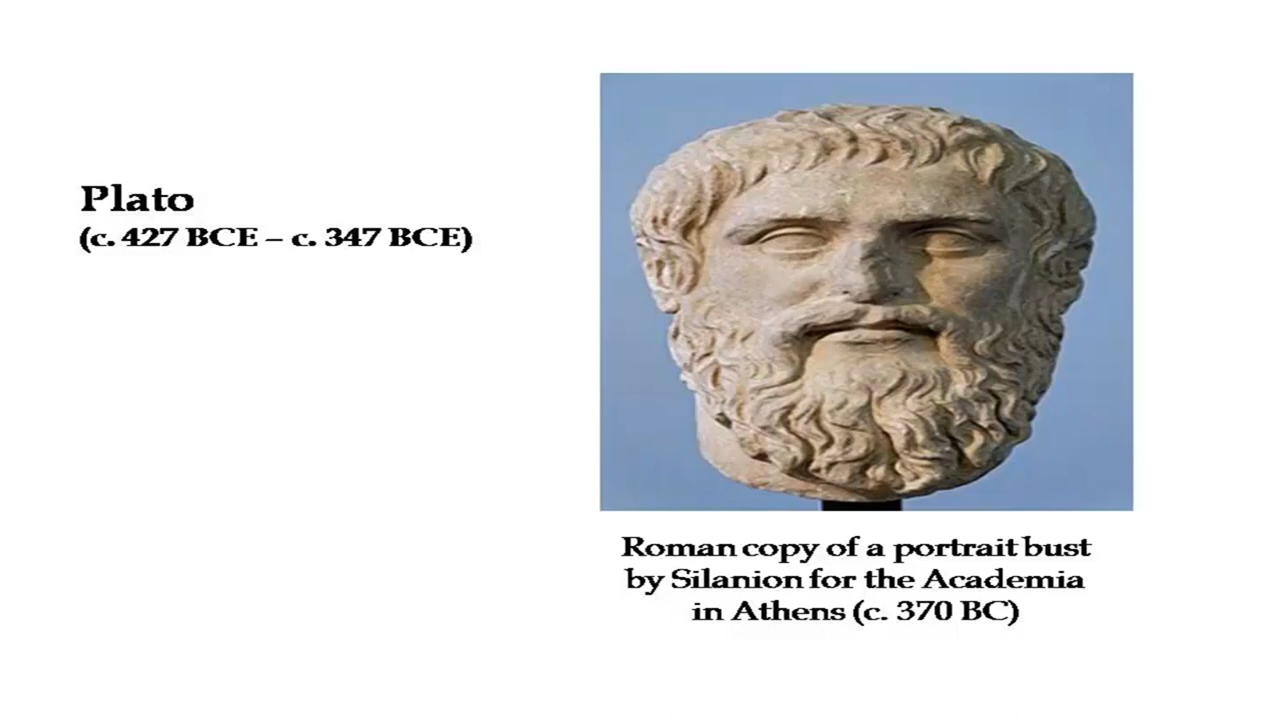 Plato
(c. 427 BCE – c. 347 BCE)
Roman copy of a portrait bust
by Silanion for the Academia
in Athens (c. 370 BC)